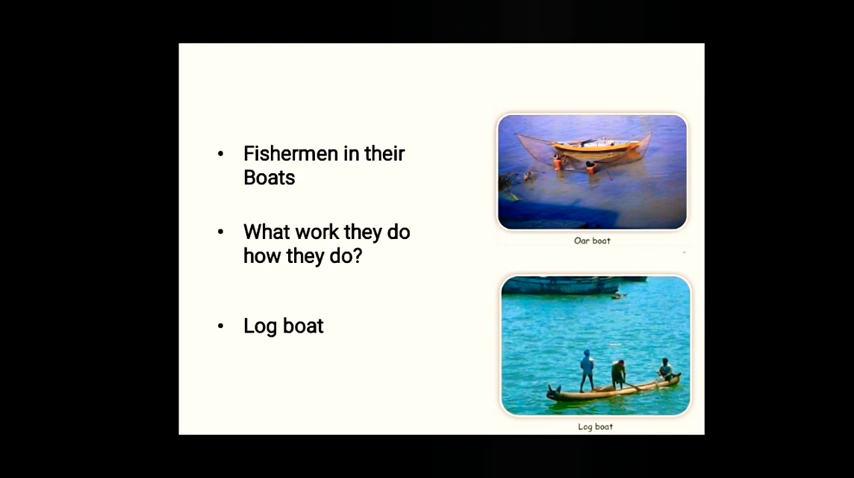 • Fishermen in their
Boats
• What work they do
how they do?
• Log boat
Oar boat
Log boat